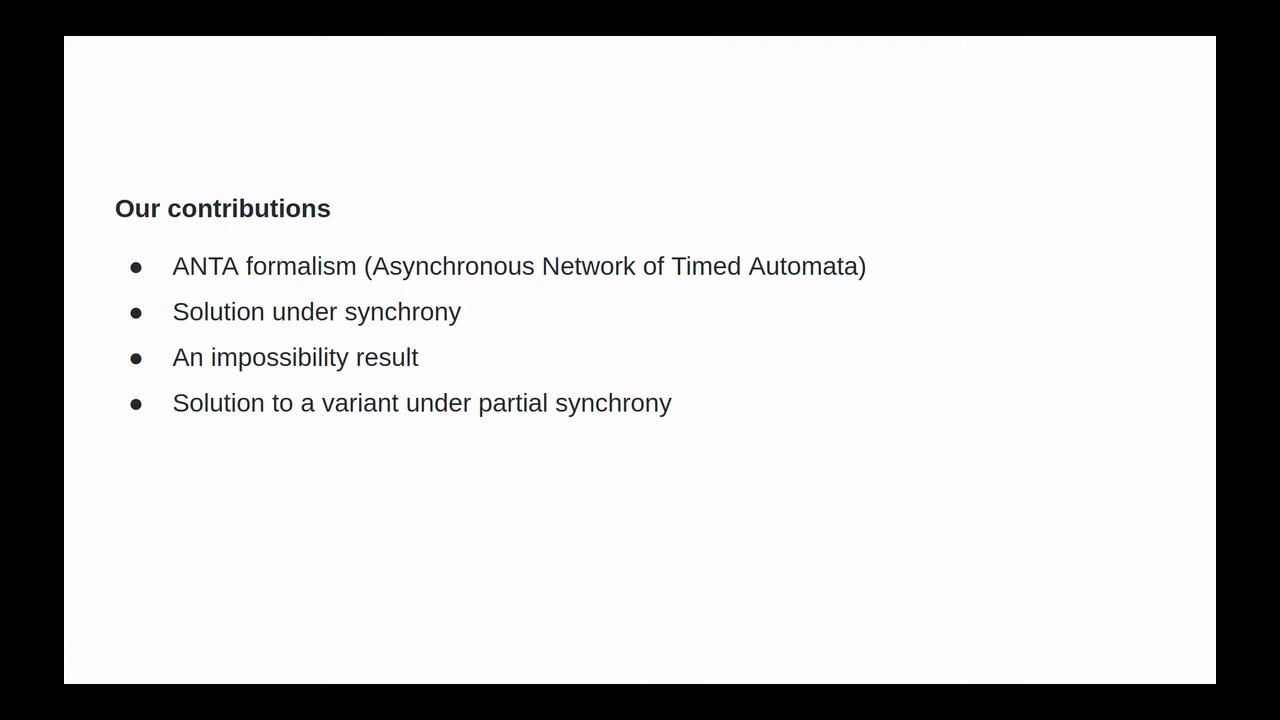 Our contributions
● ANTA formalism (Asynchronous Network of Timed Automata)
● Solution under synchrony
● An impossibility result
● Solution to a variant under partial synchrony